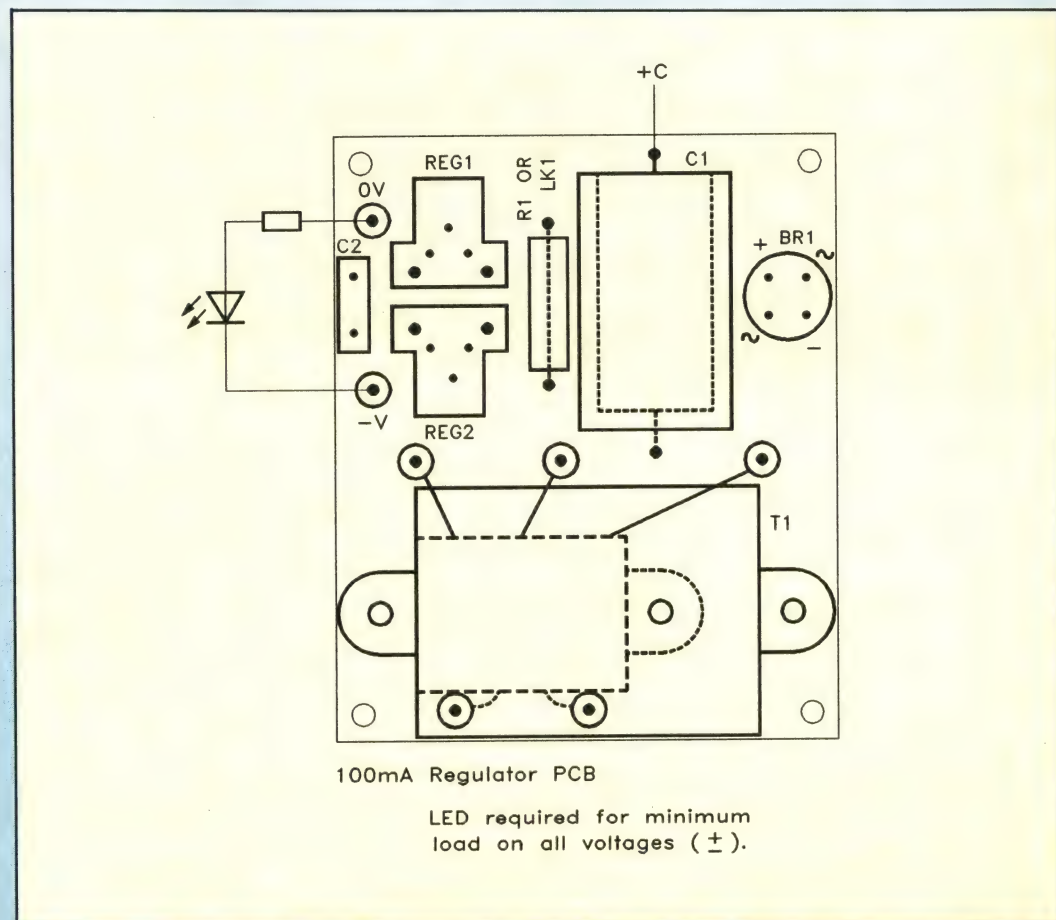 +C
C1
REG1
R1 OR
LK1
0V
C2
+ BR1 ~
~ -
-V
REG2
T1
100mA Regulator PCB
LED required for minimum
load on all voltages ( ± ).